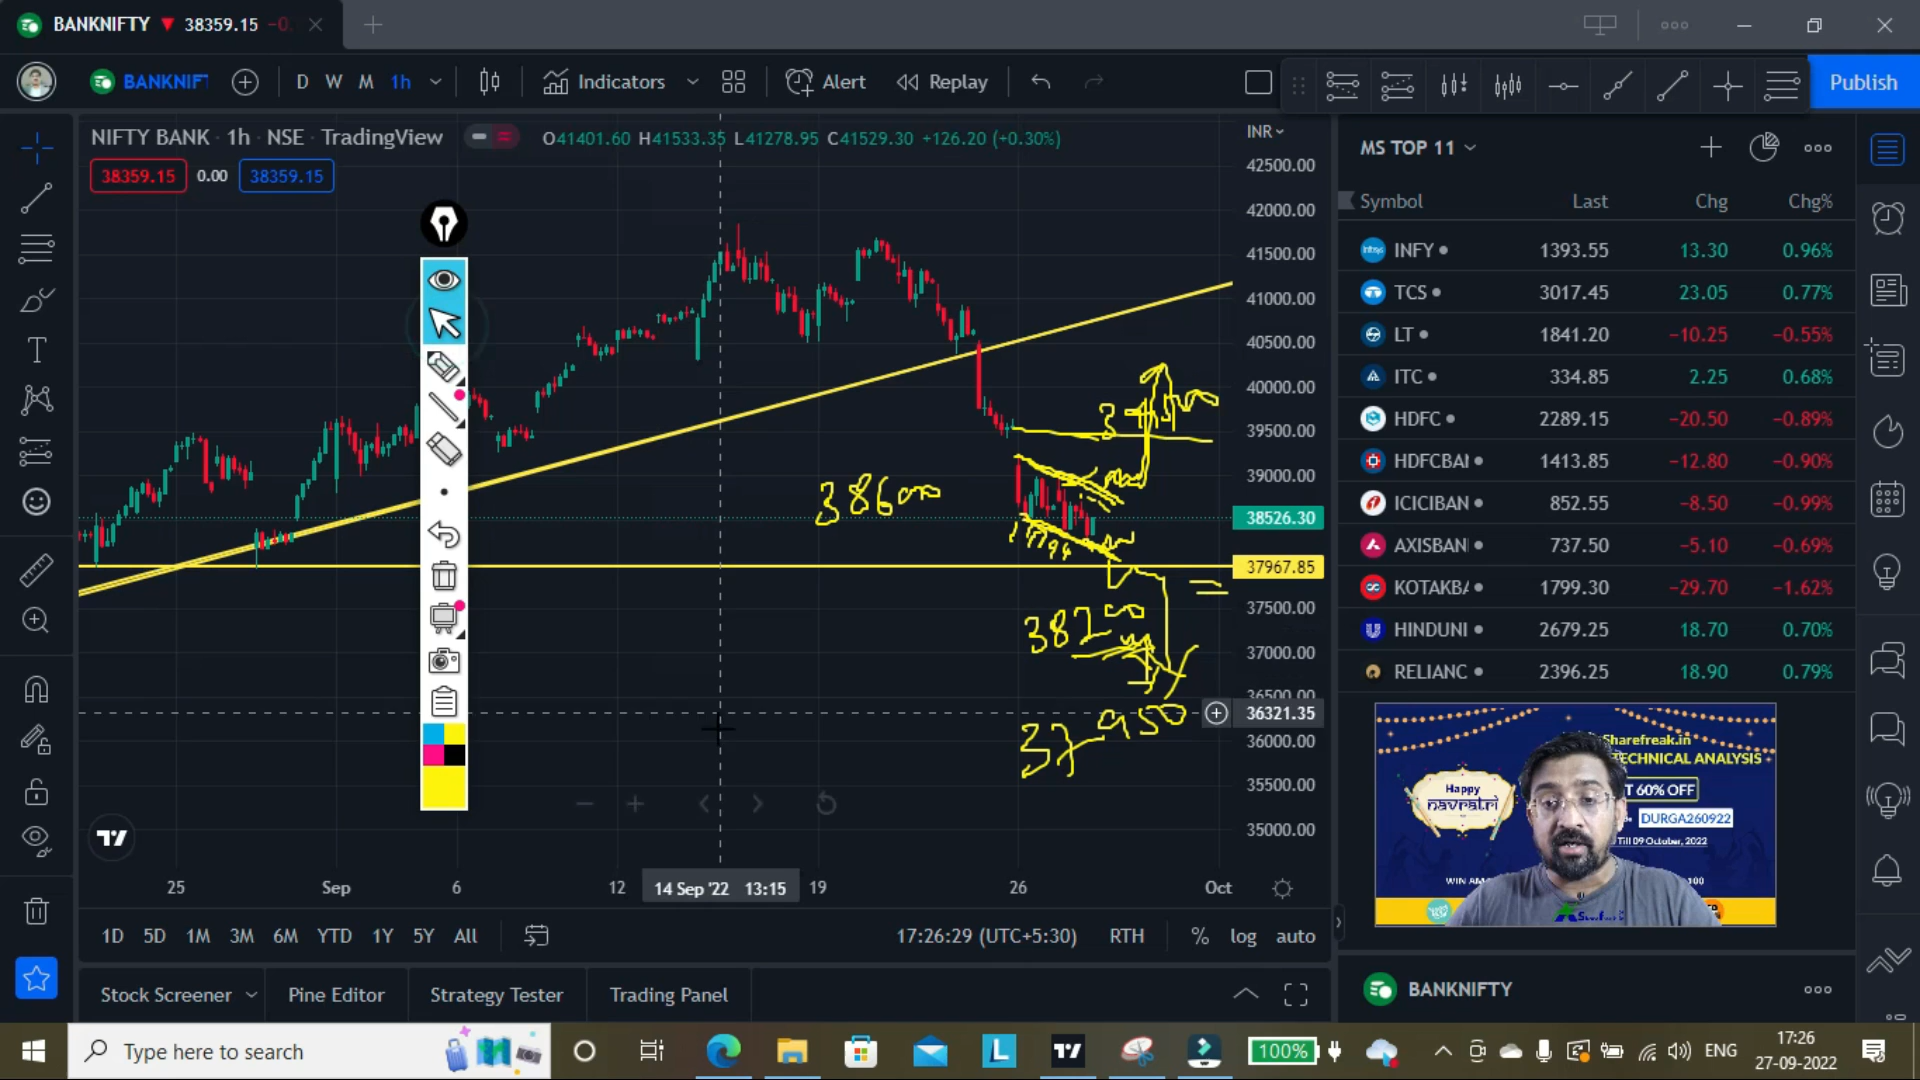 BANKNIFTY ▼ 38359.15 −0.
BANKNIF
D W M 1h
Indicators
Alert
Replay
Publish
NIFTY BANK · 1h · NSE · TradingView
O41401.60 H41533.35 L41278.95 C41529.30 +126.20 (+0.30%)
INR
38359.15 0.00 38359.15
42500.00
42000.00
41500.00
41000.00
40500.00
40000.00
39500.00
39000.00
38526.30
37967.85
37500.00
37000.00
36500.00
36321.35
36000.00
35500.00
35000.00
38600
38200
37950
25 Sep 6 12 14 Sep '22 13:15 19 26 Oct
1D 5D 1M 3M 6M YTD 1Y 5Y All
17:26:29 (UTC+5:30) RTH % log auto
Stock Screener Pine Editor Strategy Tester Trading Panel
MS TOP 11
Symbol Last Chg Chg%
INFY 1393.55 13.30 0.96%
TCS 3017.45 23.05 0.77%
LT 1841.20 −10.25 −0.55%
ITC 334.85 2.25 0.68%
HDFC 2289.15 −20.50 −0.89%
HDFCBAI 1413.85 −12.80 −0.90%
ICICIBAN 852.55 −8.50 −0.99%
AXISBAN 737.50 −5.10 −0.69%
KOTAKBA 1799.30 −29.70 −1.62%
HINDUNI 2679.25 18.70 0.70%
RELIANC 2396.25 18.90 0.79%
Sharefreak.in
TECHNICAL ANALYSIS
T 60% OFF
Happy
navratri
DURGA260922
Till 09 October, 2022
BANKNIFTY
Type here to search
100%
ENG
17:26
27-09-2022